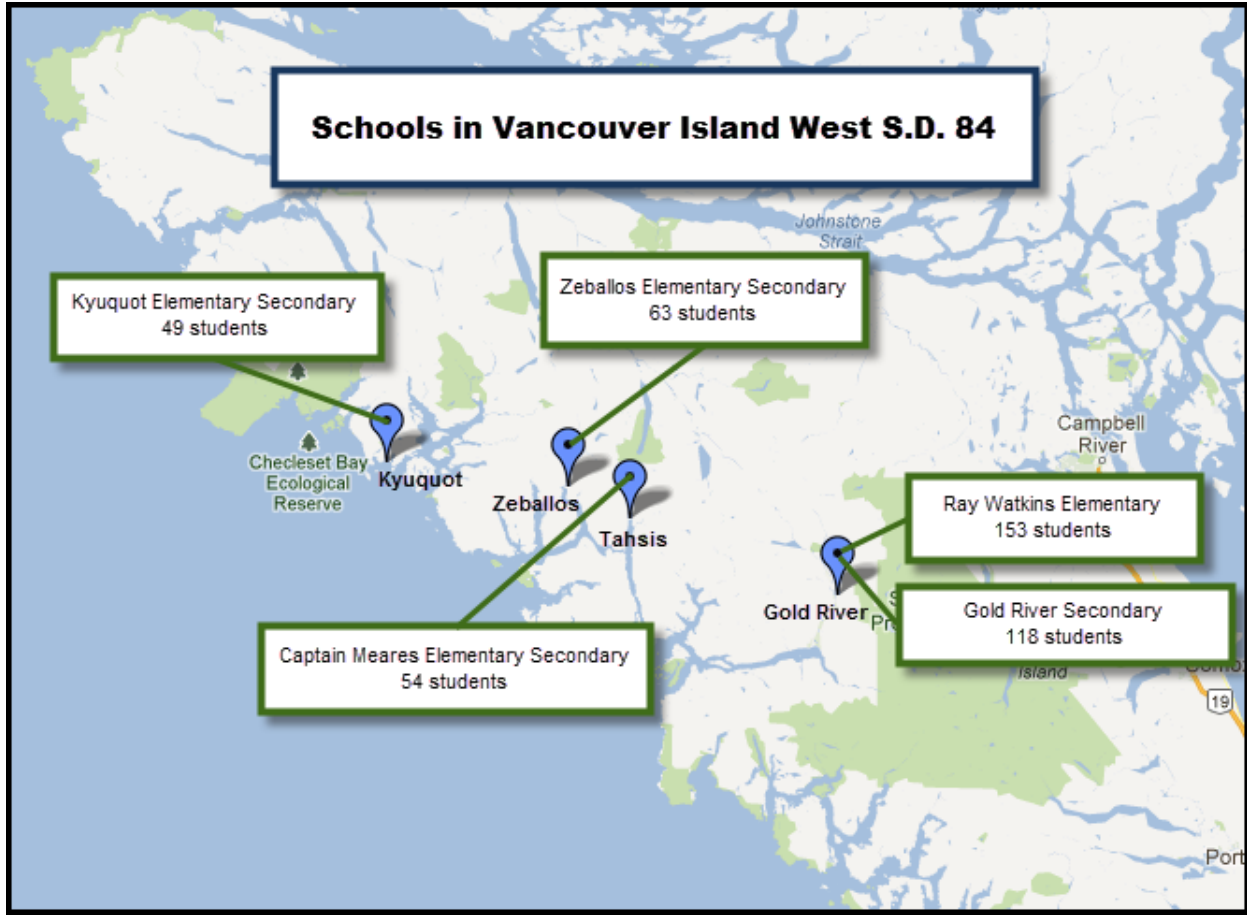 Schools in Vancouver Island West S.D. 84
Johnstone
Strait
Zeballos Elementary Secondary
63 students
Kyuquot Elementary Secondary
49 students
Campbell
River
Checleset Bay
Ecological
Reserve
Kyuquot
Zeballos
Tahsis
Ray Watkins Elementary
153 students
Gold River
Gold River Secondary
118 students
Captain Meares Elementary Secondary
54 students
Island
19
Port